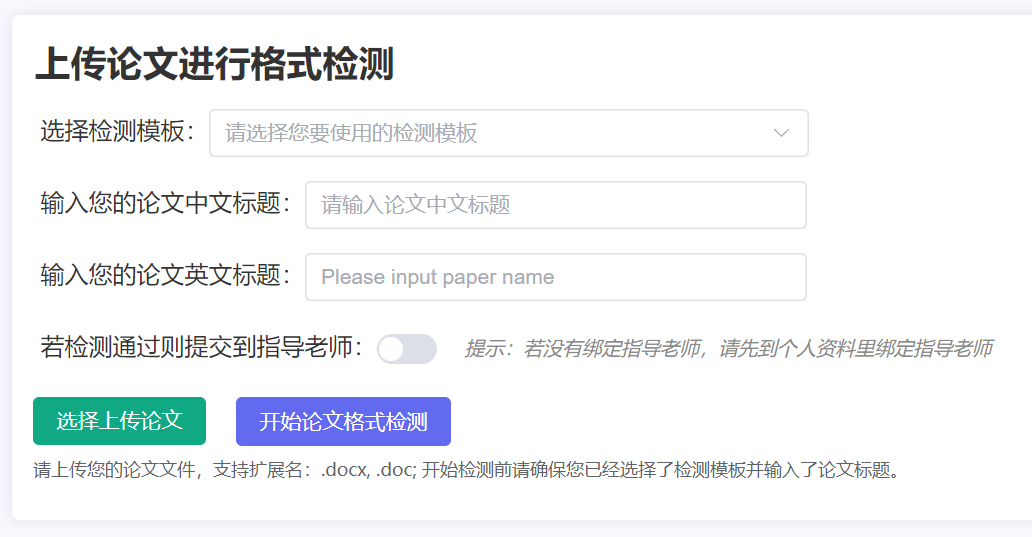 上传论文进行格式检测
选择检测模板： 请选择您要使用的检测模板
输入您的论文中文标题： 请输入论文中文标题
输入您的论文英文标题： Please input paper name
若检测通过则提交到指导老师： 提示：若没有绑定指导老师，请先到个人资料里绑定指导老师
选择上传论文 开始论文格式检测
请上传您的论文文件，支持扩展名：.docx, .doc; 开始检测前请确保您已经选择了检测模板并输入了论文标题。